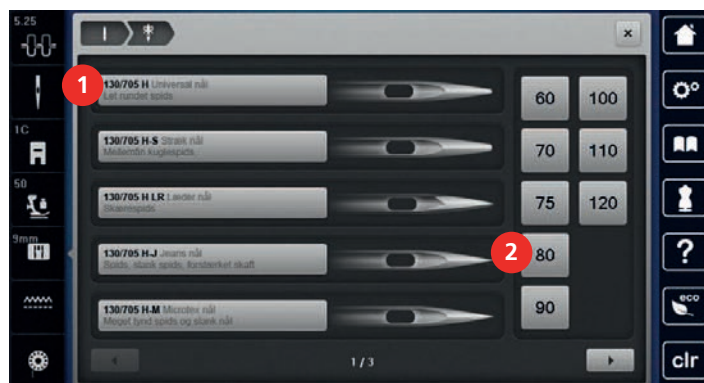 5.25
1C
50
9mm
×
1
130/705 H Universal nål
Let rundet spids
130/705 H-S Stræk nål
Mellemfin kuglespids
130/705 H LR Læder nål
Skærespids
130/705 H-J Jeans nål
Spids, slank spids, forstærket skaft
130/705 H-M Microtex nål
Meget tynd spids og slank nål
60 100
70 110
75 120
2
80
90
1 / 3
?
eco
clr